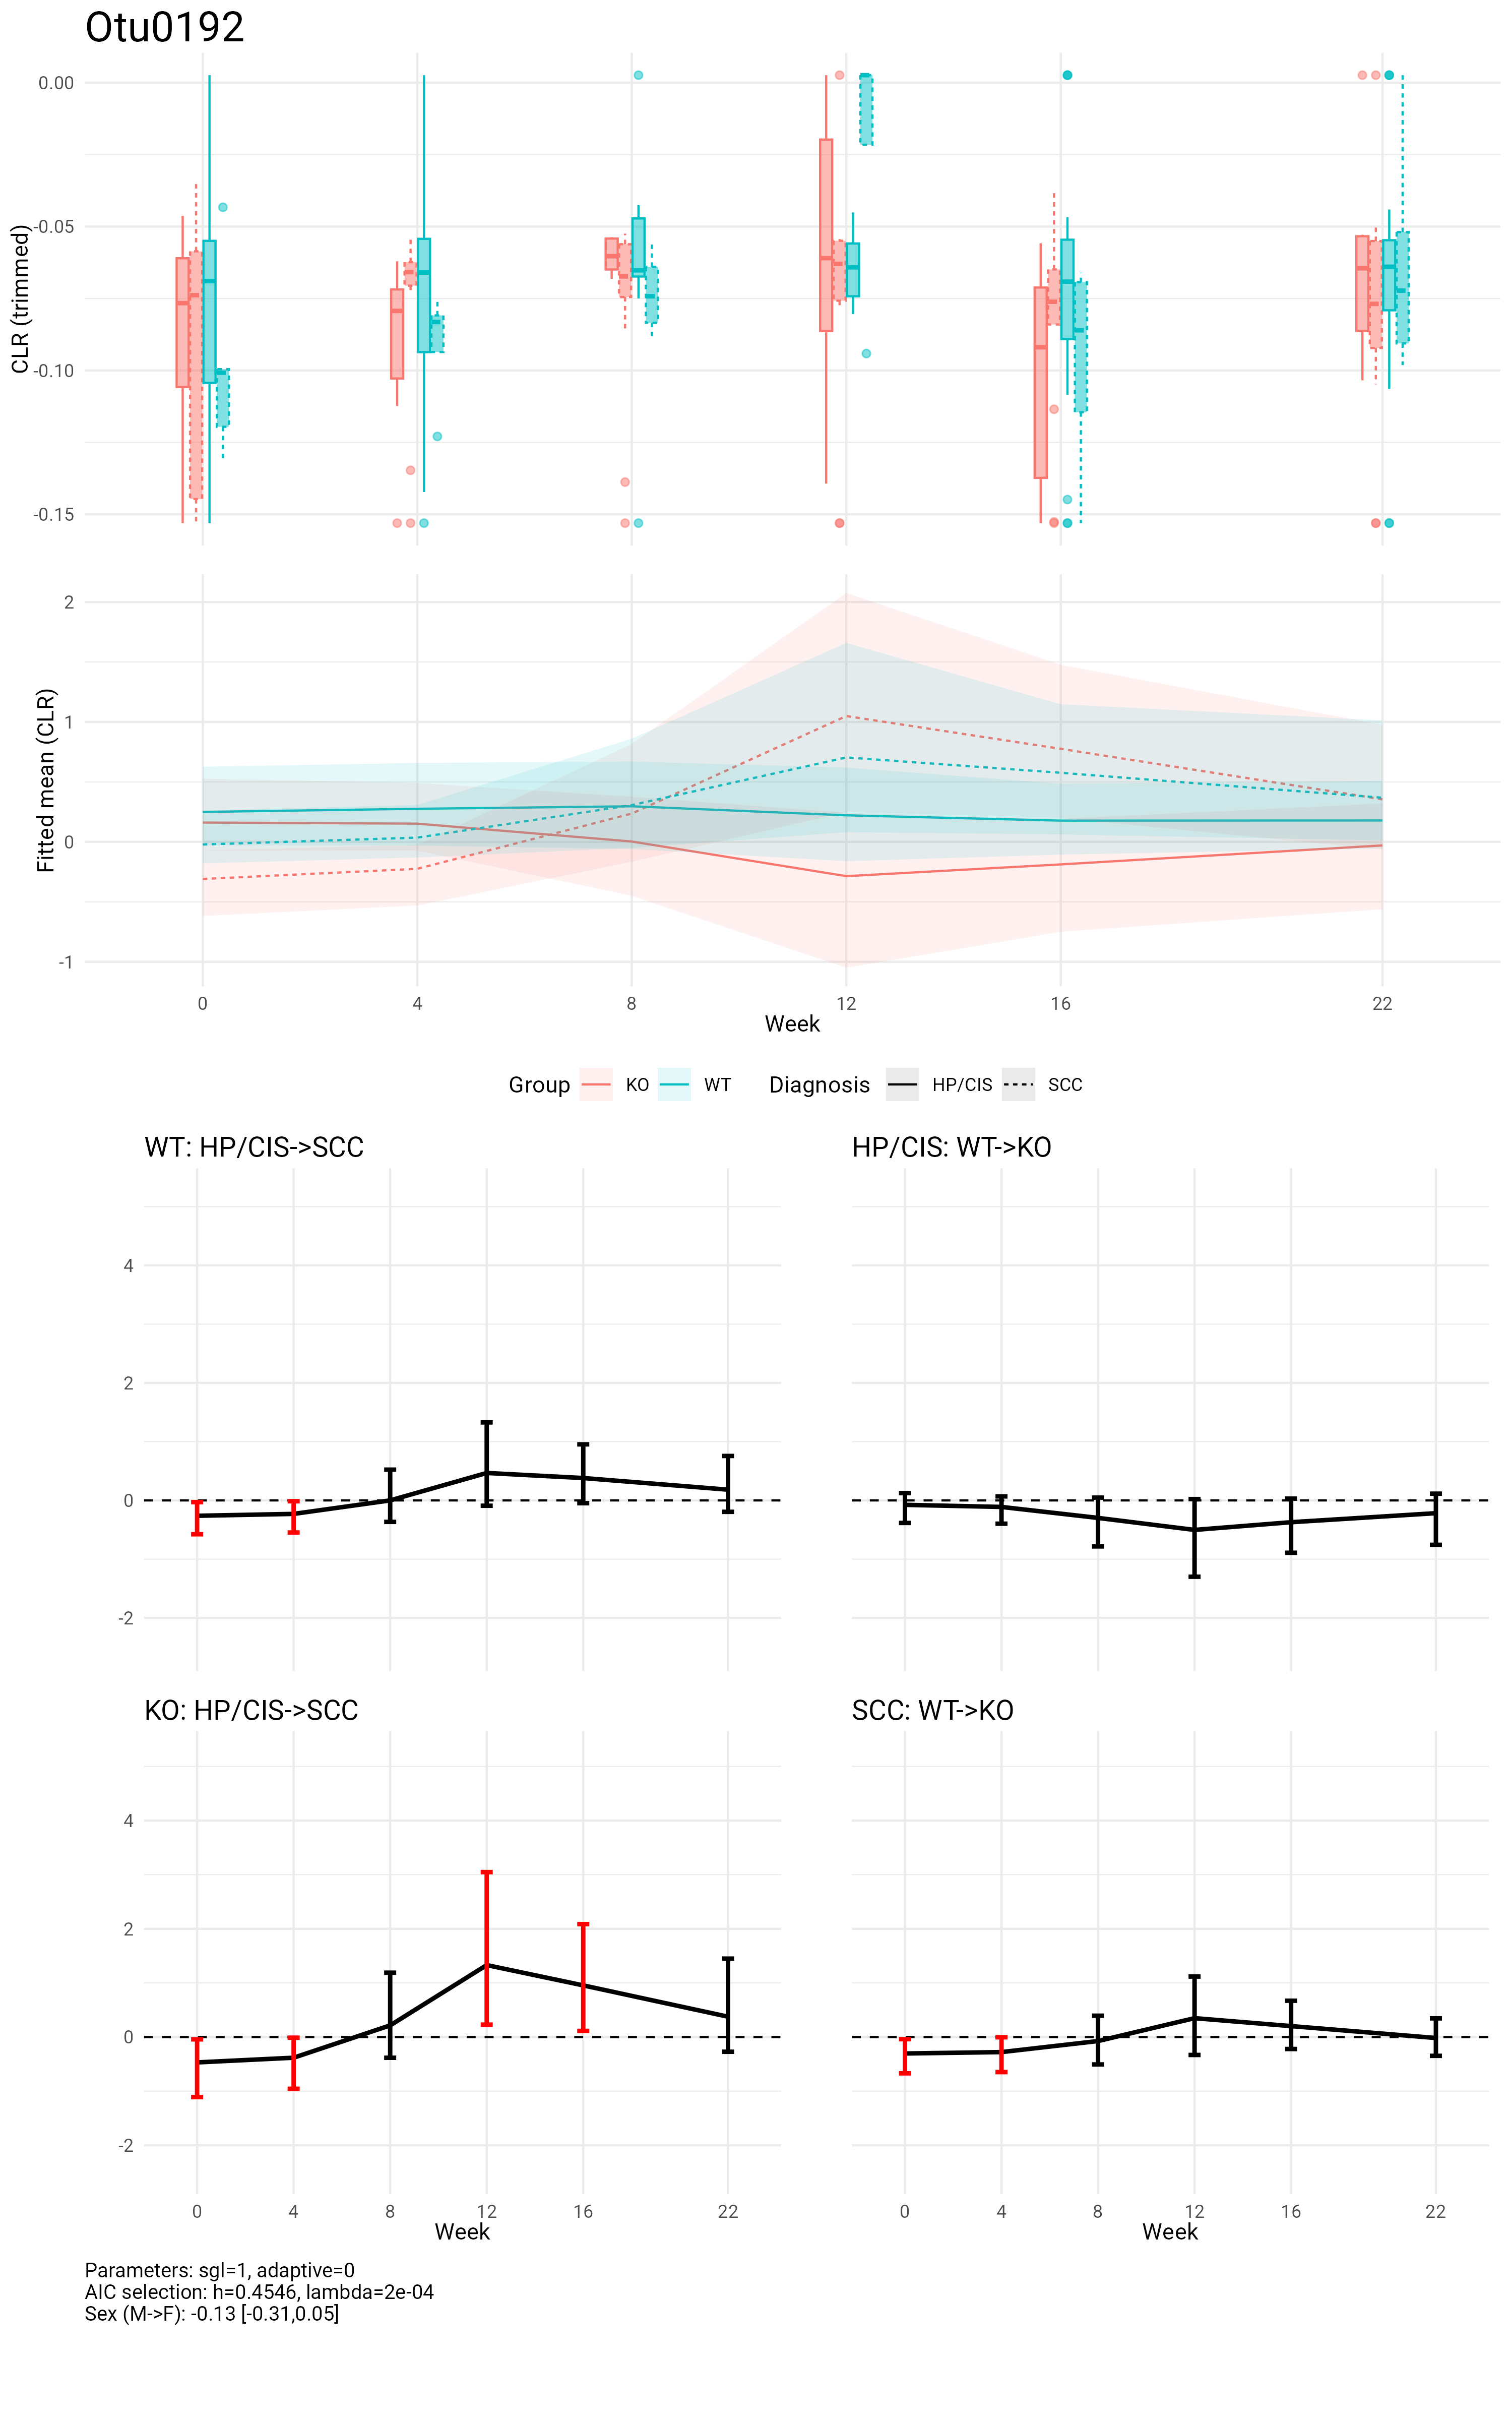 Otu0192
CLR (trimmed)
0.00
-0.05
-0.10
-0.15
Fitted mean (CLR)
2
1
0
-1
0 4 8 12 16 22
Week
Group KO WT Diagnosis HP/CIS SCC
WT: HP/CIS->SCC
4
2
0
-2
HP/CIS: WT->KO
KO: HP/CIS->SCC
4
2
0
-2
0 4 8 12 16 22
Week
SCC: WT->KO
0 4 8 12 16 22
Week
Parameters: sgl=1, adaptive=0
AIC selection: h=0.4546, lambda=2e-04
Sex (M->F): -0.13 [-0.31,0.05]